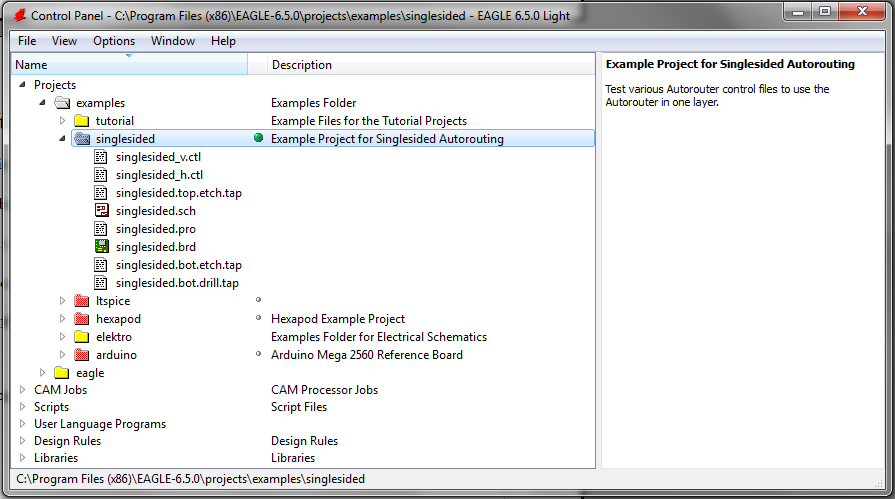 Control Panel - C:\Program Files (x86)\EAGLE-6.5.0\projects\examples\singlesided - EAGLE 6.5.0 Light
File View Options Window Help
Name Description
Projects
examples Examples Folder
tutorial Example Files for the Tutorial Projects
singlesided Example Project for Singlesided Autorouting
singlesided_v.ctl
singlesided_h.ctl
singlesided.top.etch.tap
singlesided.sch
singlesided.pro
singlesided.brd
singlesided.bot.etch.tap
singlesided.bot.drill.tap
ltspice
hexapod Hexapod Example Project
elektro Examples Folder for Electrical Schematics
arduino Arduino Mega 2560 Reference Board
eagle
CAM Jobs CAM Processor Jobs
Scripts Script Files
User Language Programs
Design Rules Design Rules
Libraries Libraries
Example Project for Singlesided Autorouting
Test various Autorouter control files to use the
Autorouter in one layer.
C:\Program Files (x86)\EAGLE-6.5.0\projects\examples\singlesided